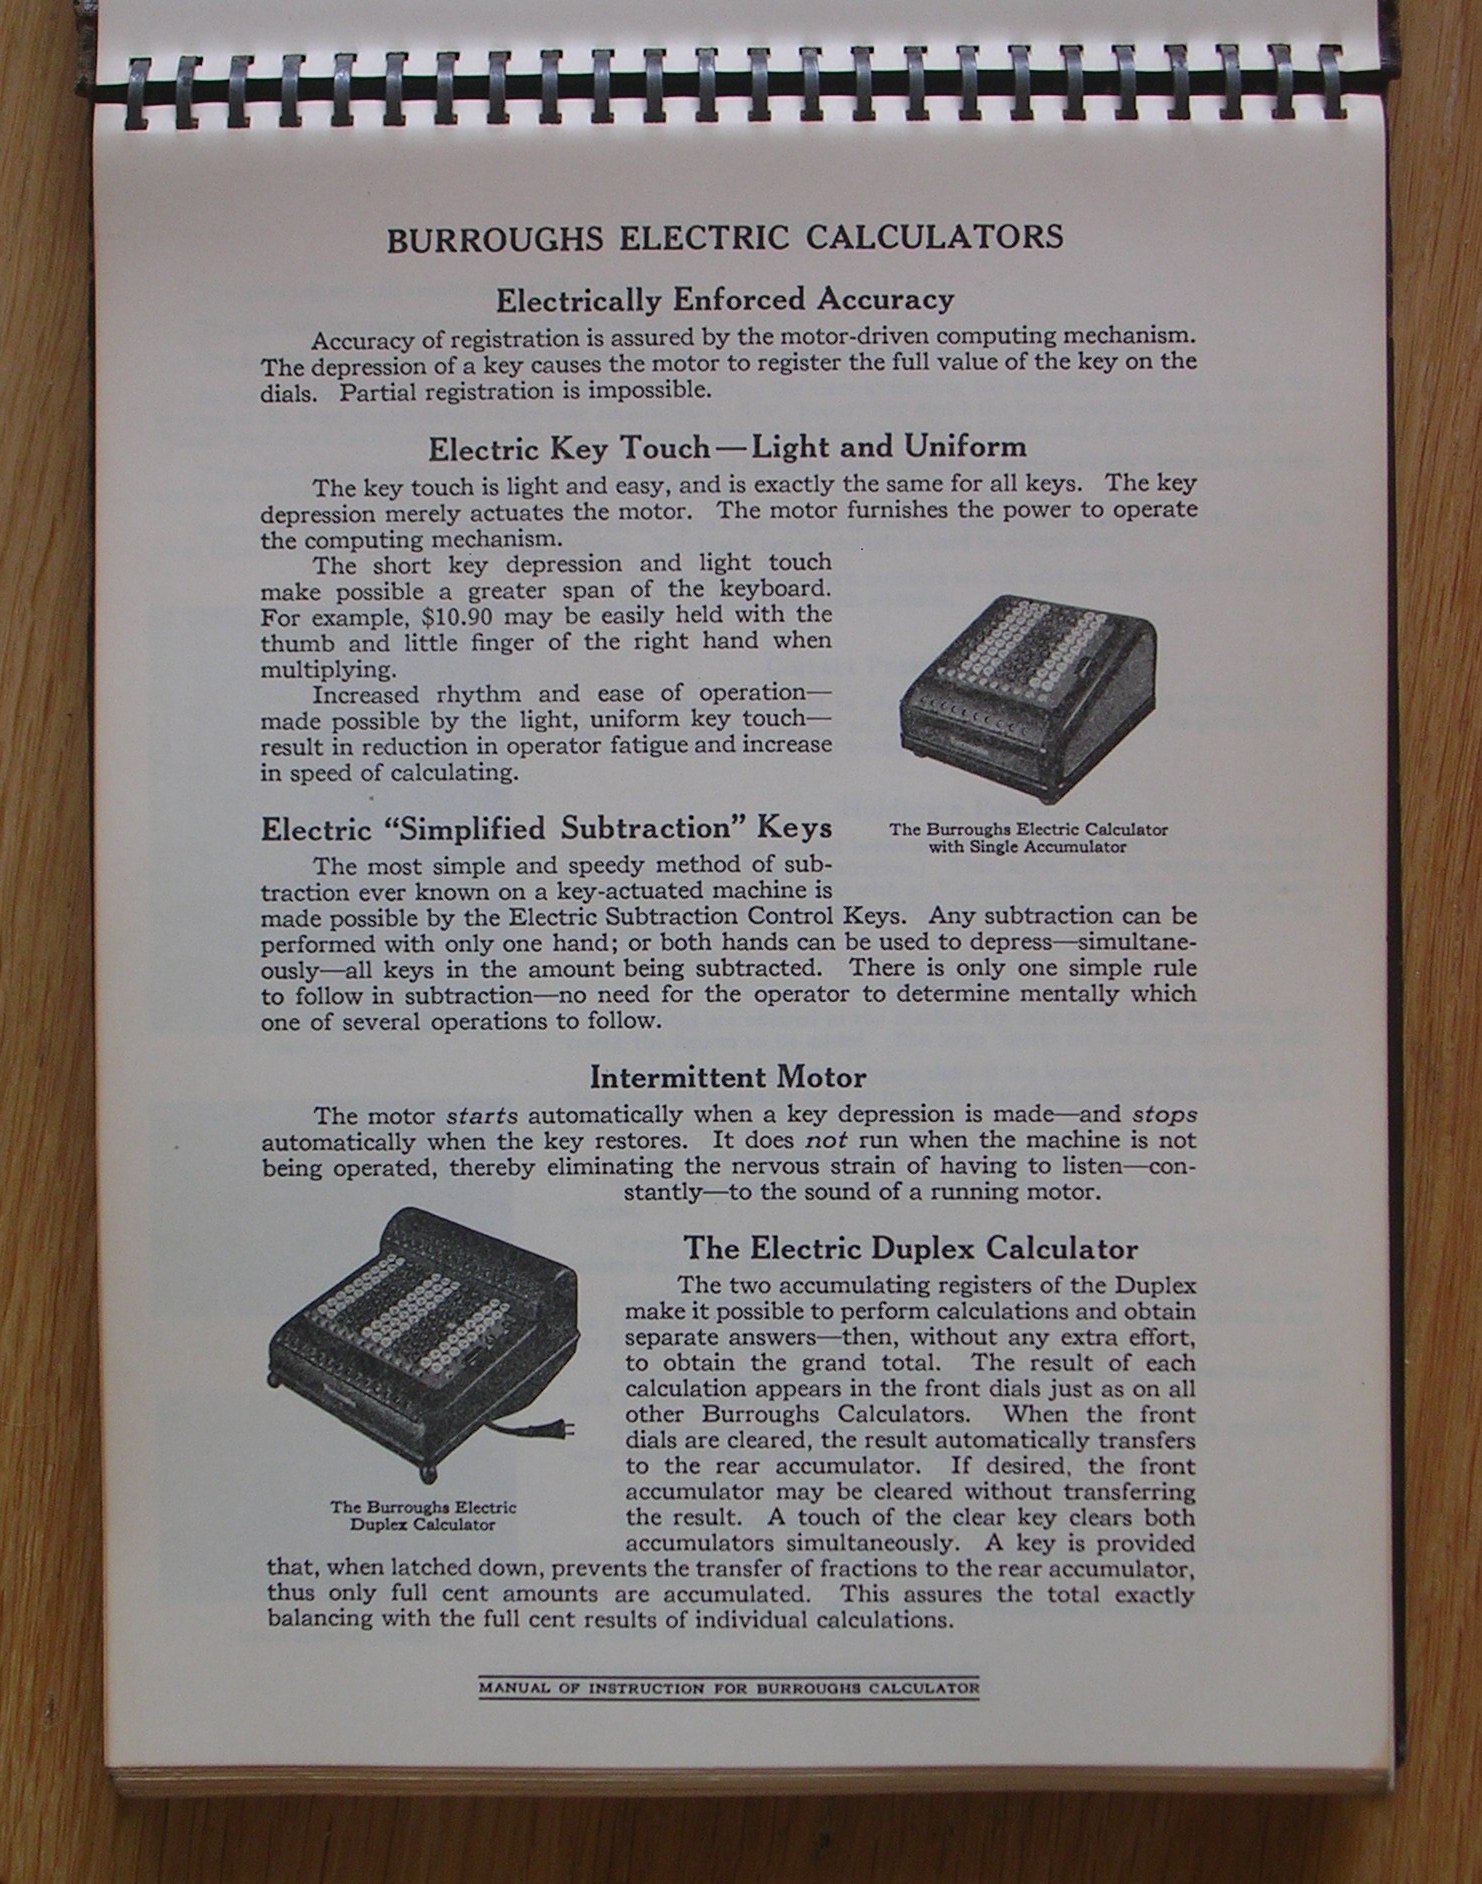 BURROUGHS ELECTRIC CALCULATORS
Electrically Enforced Accuracy
Accuracy of registration is assured by the motor-driven computing mechanism.
The depression of a key causes the motor to register the full value of the key on the
dials. Partial registration is impossible.
Electric Key Touch—Light and Uniform
The key touch is light and easy, and is exactly the same for all keys. The key
depression merely actuates the motor. The motor furnishes the power to operate
the computing mechanism.
The short key depression and light touch
make possible a greater span of the keyboard.
For example, $10.90 may be easily held with the
thumb and little finger of the right hand when
multiplying.
Increased rhythm and ease of operation—
made possible by the light, uniform key touch—
result in reduction in operator fatigue and increase
in speed of calculating.
The Burroughs Electric Calculator
with Single Accumulator
Electric “Simplified Subtraction” Keys
The most simple and speedy method of sub-
traction ever known on a key-actuated machine is
made possible by the Electric Subtraction Control Keys. Any subtraction can be
performed with only one hand; or both hands can be used to depress—simultane-
ously—all keys in the amount being subtracted. There is only one simple rule
to follow in subtraction—no need for the operator to determine mentally which
one of several operations to follow.
Intermittent Motor
The motor starts automatically when a key depression is made—and stops
automatically when the key restores. It does not run when the machine is not
being operated, thereby eliminating the nervous strain of having to listen—con-
stantly—to the sound of a running motor.
The Electric Duplex Calculator
The two accumulating registers of the Duplex
make it possible to perform calculations and obtain
separate answers—then, without any extra effort,
to obtain the grand total. The result of each
calculation appears in the front dials just as on all
other Burroughs Calculators. When the front
dials are cleared, the result automatically transfers
to the rear accumulator. If desired, the front
accumulator may be cleared without transferring
the result. A touch of the clear key clears both
accumulators simultaneously. A key is provided
that, when latched down, prevents the transfer of fractions to the rear accumulator,
thus only full cent amounts are accumulated. This assures the total exactly
balancing with the full cent results of individual calculations.
The Burroughs Electric
Duplex Calculator
MANUAL OF INSTRUCTION FOR BURROUGHS CALCULATOR